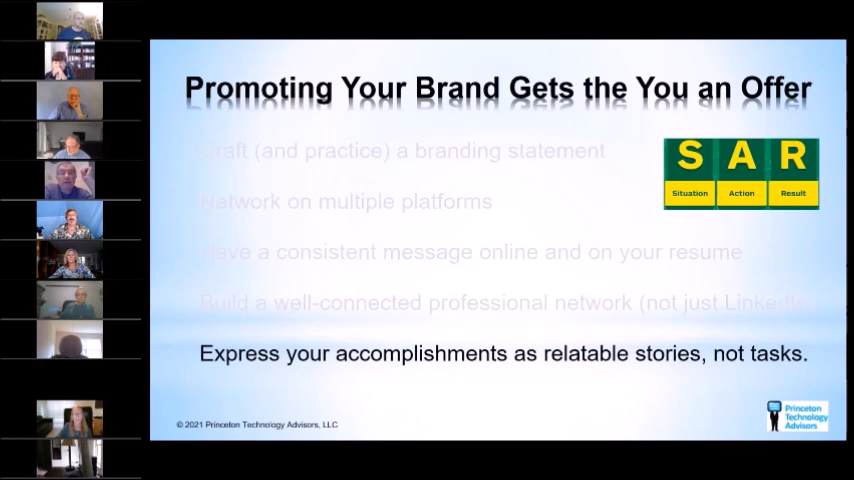 Promoting Your Brand Gets the You an Offer
Craft (and practice) a branding statement
S A R
Situation Action Result
Network on multiple platforms
Have a consistent message online and on your resume
Build a well-connected professional network (not just LinkedIn
Express your accomplishments as relatable stories, not tasks.
© 2021 Princeton Technology Advisors, LLC
Princeton
Technology
Advisors